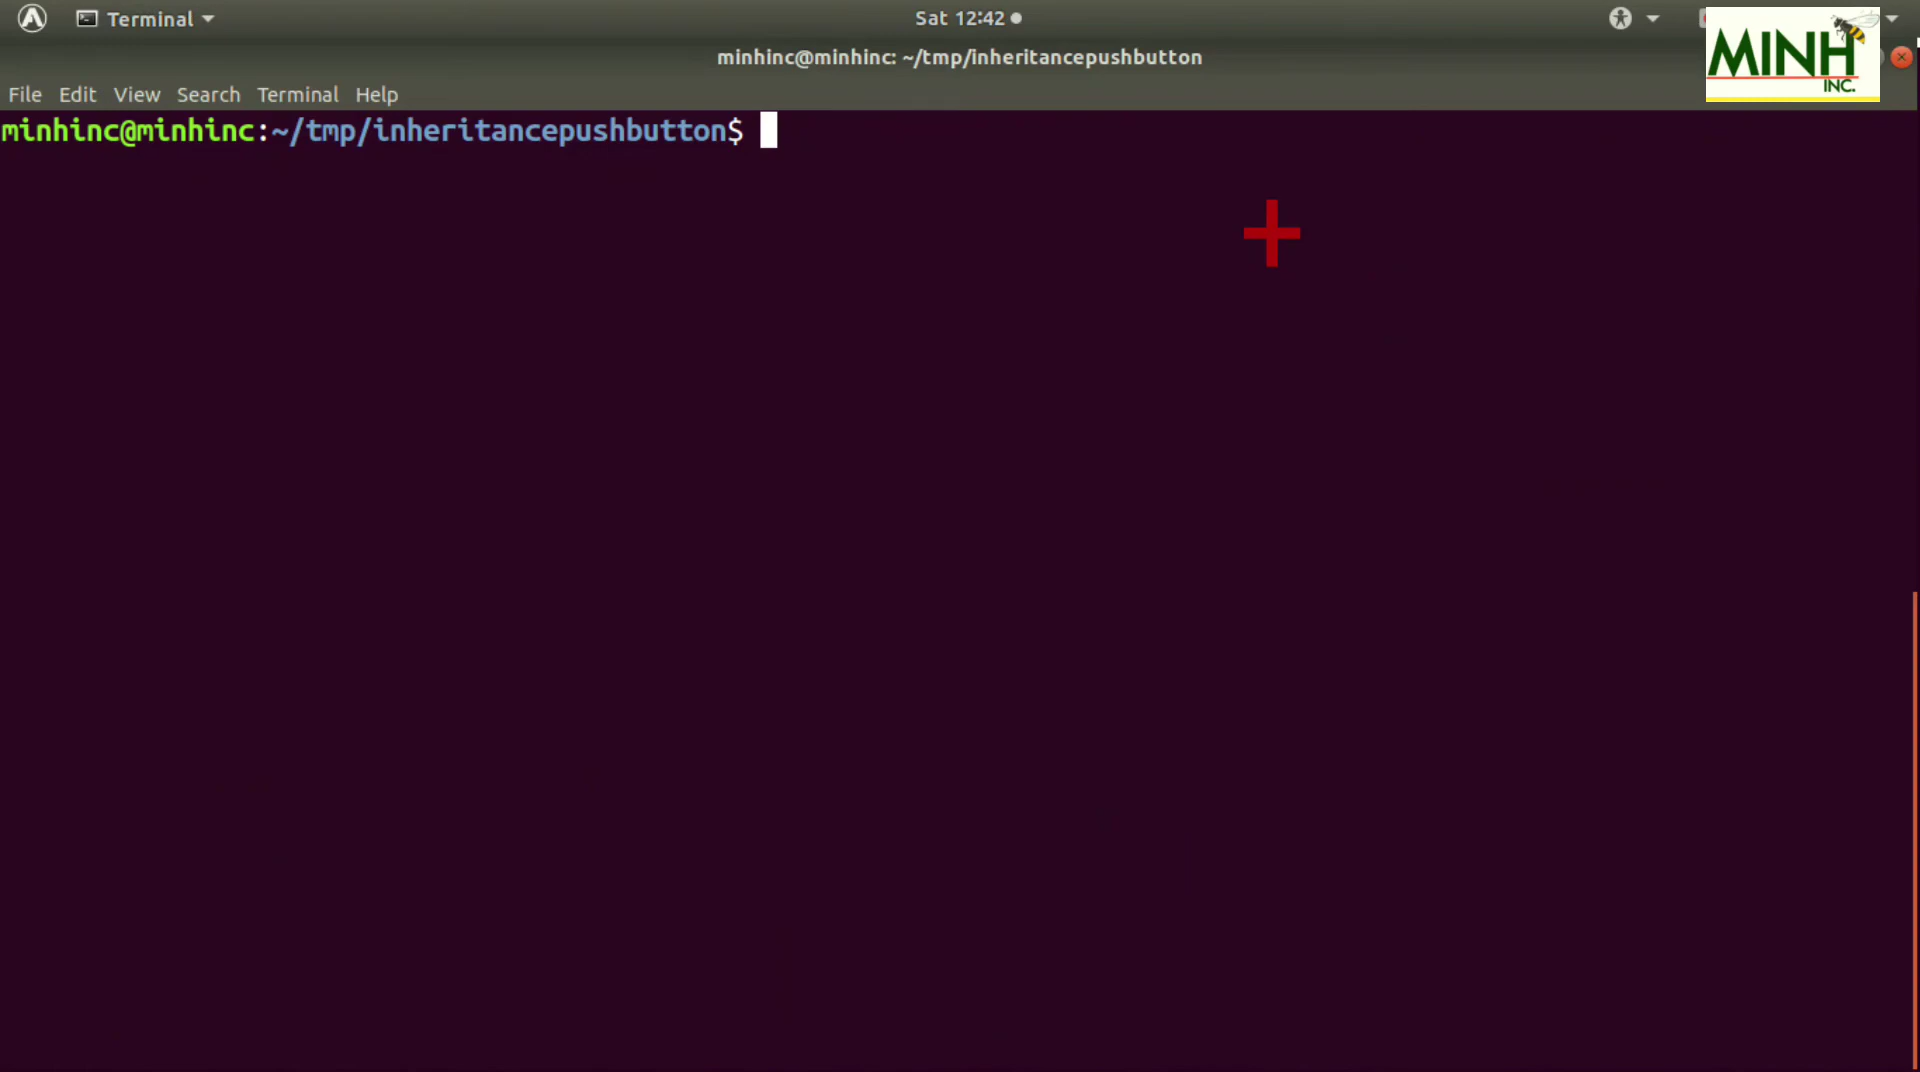 Terminal
Sat 12:42
minhinc@minhinc: ~/tmp/inheritancepushbutton
MINH
INC.
File Edit View Search Terminal Help
minhinc@minhinc:~/tmp/inheritancepushbutton$